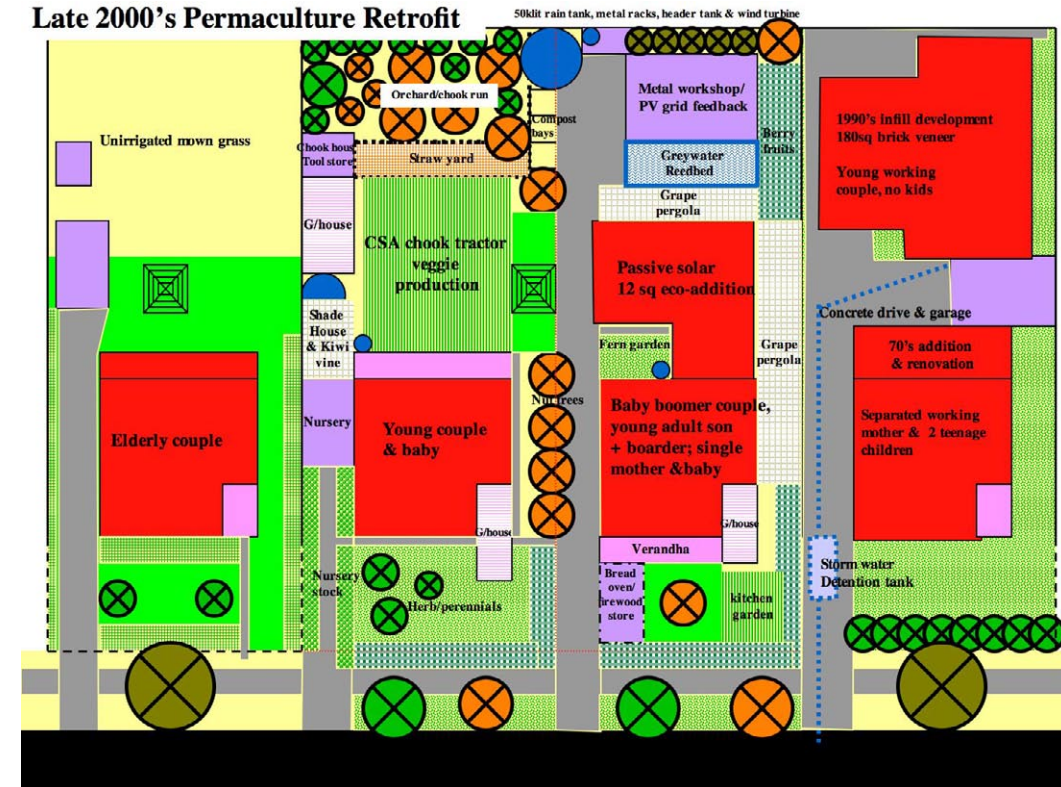 Late 2000's Permaculture Retrofit
50klit rain tank, metal racks, header tank & wind turbine
Orchard/chook run
Unirrigated mown grass
Chook hous
Tool store
Straw yard
Compost
bays
Metal workshop/
PV grid feedback
Berry
fruits
Greywater
Reedbed
Grape
pergola
1990's infill development
180sq brick veneer
Young working
couple, no kids
G/house
CSA chook tractor
veggie
production
Passive solar
12 sq eco-addition
Shade
House
& Kiwi
vine
Fern garden
Grape
pergola
Concrete drive & garage
70's addition
& renovation
Nut trees
Elderly couple
Nursery
Young couple
& baby
Baby boomer couple,
young adult son
+ boarder; single
mother &baby
Separated working
mother & 2 teenage
children
G/house
G/house
Verandha
Nursery
stock
Herb/perennials
Bread
oven/
firewood
store
kitchen
garden
Storm water
Detention tank